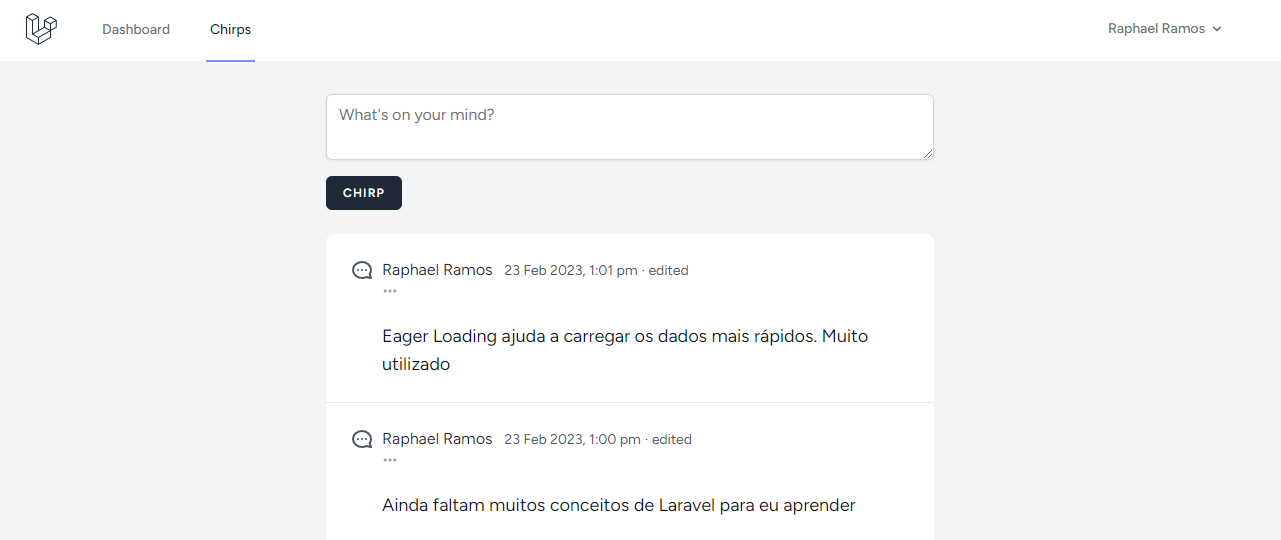 Dashboard Chirps Raphael Ramos
What's on your mind?
CHIRP
Raphael Ramos 23 Feb 2023, 1:01 pm · edited
Eager Loading ajuda a carregar os dados mais rápidos. Muito
utilizado
Raphael Ramos 23 Feb 2023, 1:00 pm · edited
Ainda faltam muitos conceitos de Laravel para eu aprender